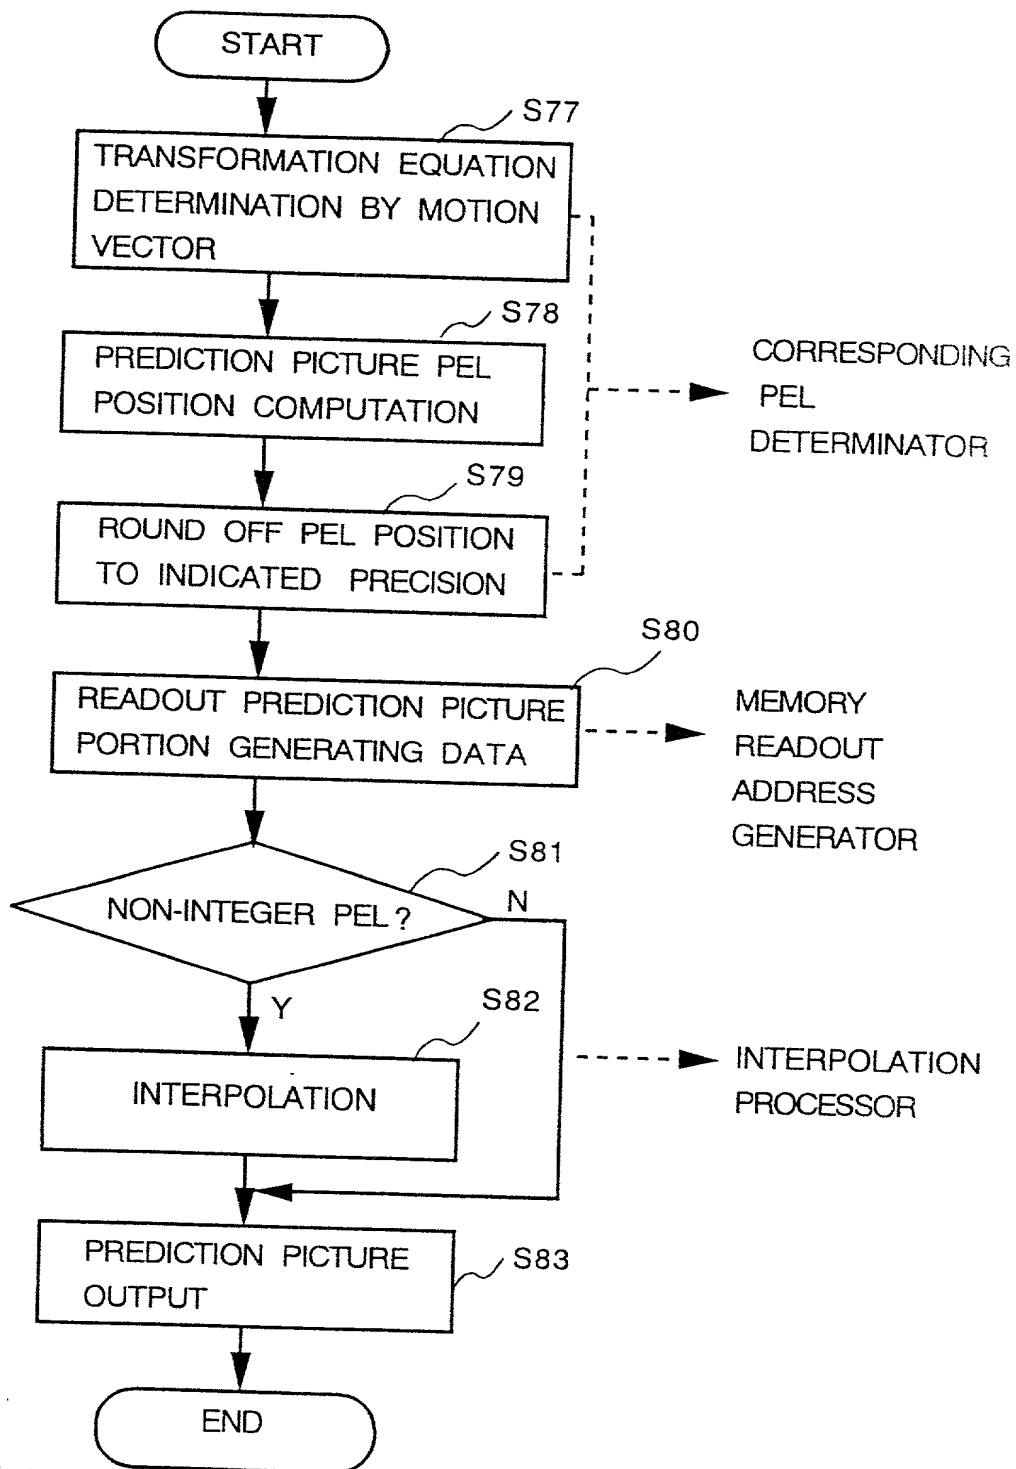 START
S77
TRANSFORMATION EQUATION
DETERMINATION BY MOTION
VECTOR
S78
PREDICTION PICTURE PEL
POSITION COMPUTATION
CORRESPONDING
PEL
DETERMINATOR
S79
ROUND OFF PEL POSITION
TO INDICATED PRECISION
S80
READOUT PREDICTION PICTURE
PORTION GENERATING DATA
MEMORY
READOUT
ADDRESS
GENERATOR
S81
NON-INTEGER PEL?
N
Y
S82
INTERPOLATION
INTERPOLATION
PROCESSOR
PREDICTION PICTURE
OUTPUT
S83
END